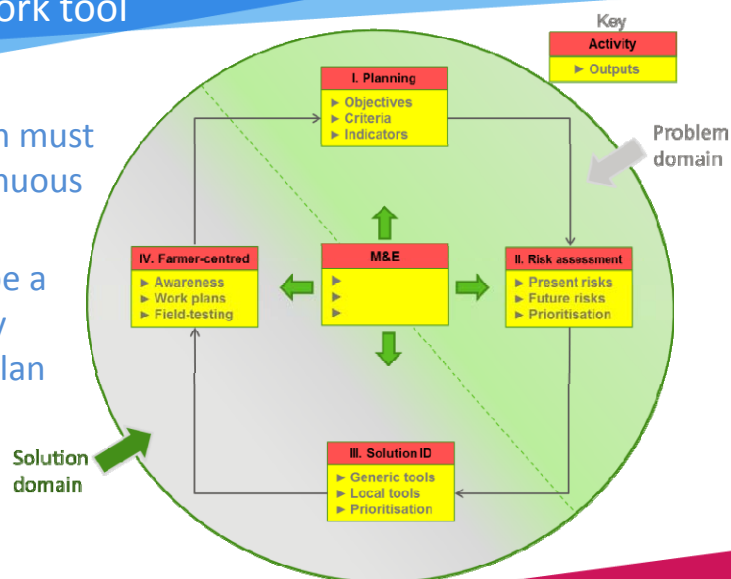 ork tool
must
nuous
be a
lan
Key
Activity
► Outputs
Problem
domain
I. Planning
► Objectives
► Criteria
► Indicators
IV. Farmer-centred
► Awareness
► Work plans
► Field-testing
M&E
►
►
►
II. Risk assessment
► Present risks
► Future risks
► Prioritisation
Solution
domain
III. Solution ID
► Generic tools
► Local tools
► Prioritisation